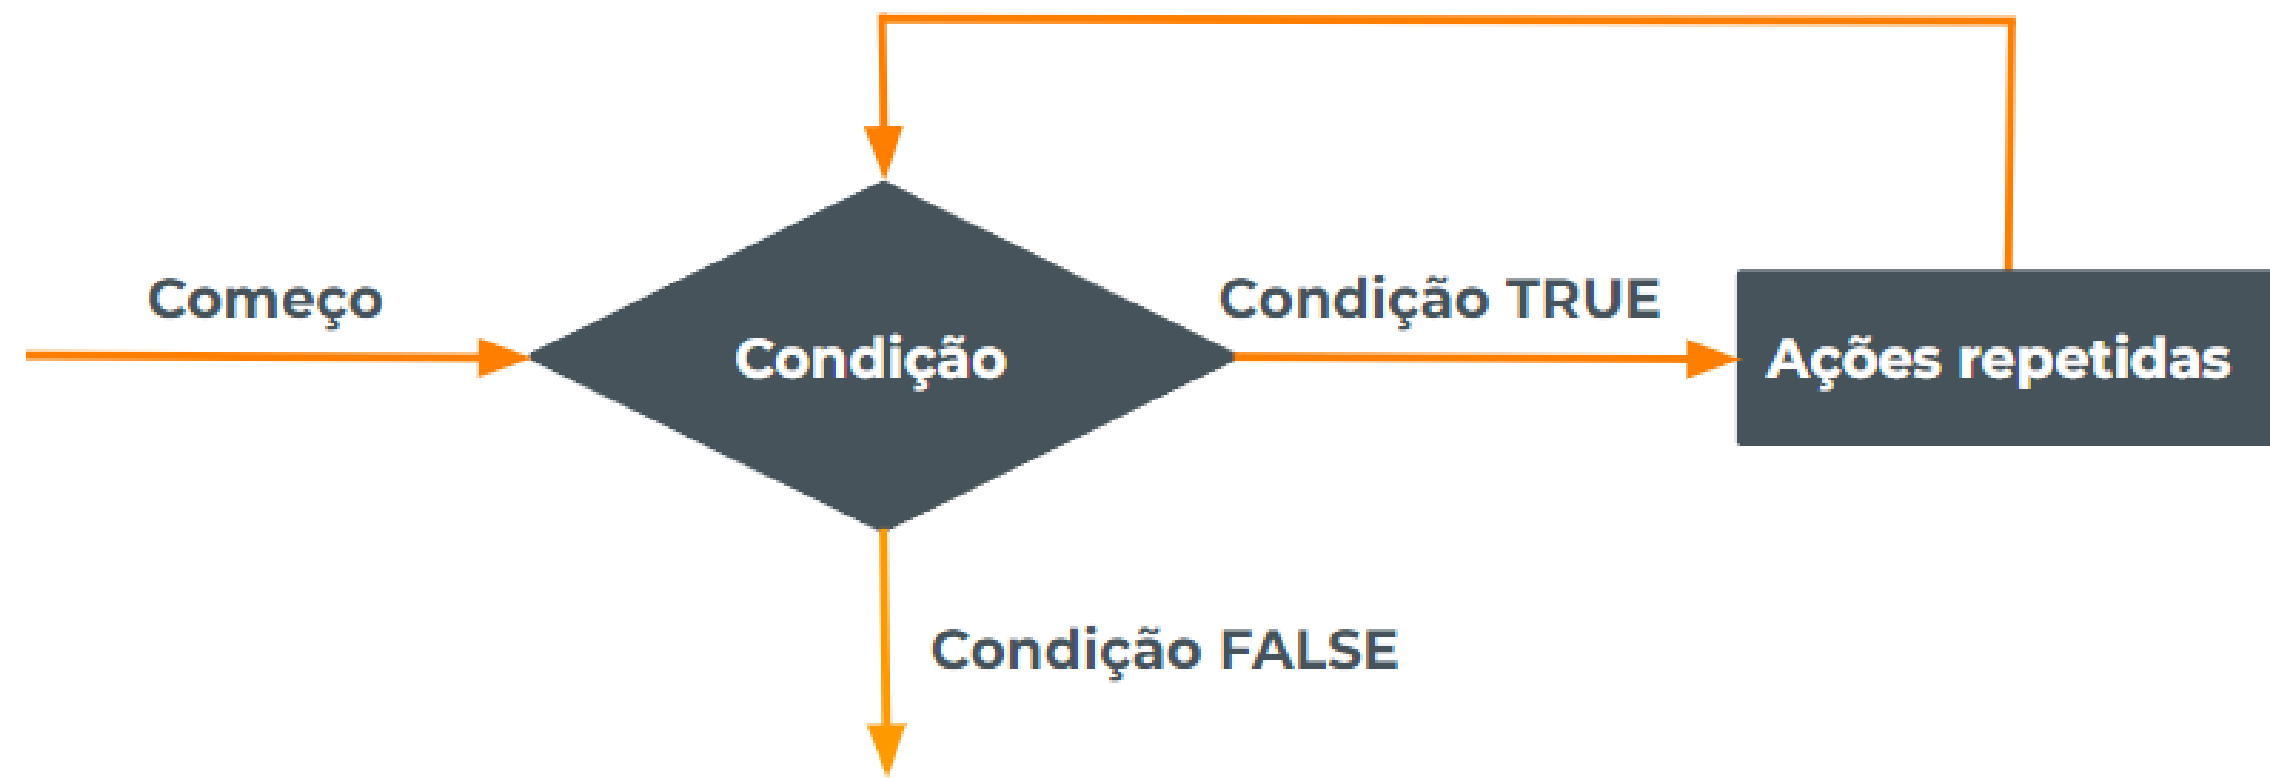 Começo
Condição
Condição TRUE
Ações repetidas
Condição FALSE